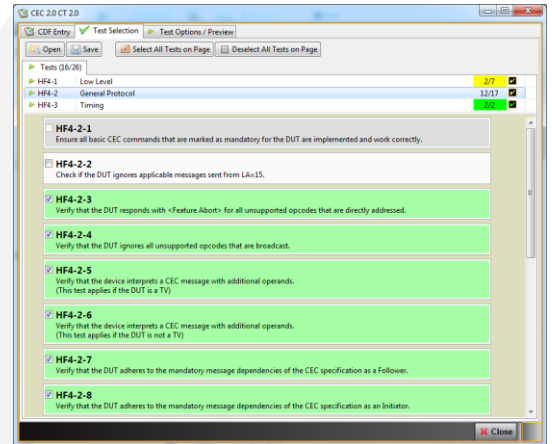 CEC 2.0 CT 2.0
CDF Entry Test Selection Test Options / Preview
Open Save Select All Tests on Page Deselect All Tests on Page
Tests (16/26)
HF4-1 Low Level 2/7
HF4-2 General Protocol 12/17
HF4-3 Timing 2/2
HF4-2-1
Ensure all basic CEC commands that are marked as mandatory for the DUT are implemented and work correctly.
HF4-2-2
Check if the DUT ignores applicable messages sent from LA=15.
HF4-2-3
Verify that the DUT responds with <Feature Abort> for all unsupported opcodes that are directly addressed.
HF4-2-4
Verify that the DUT ignores all unsupported opcodes that are broadcast.
HF4-2-5
Verify that the device interprets a CEC message with additional operands.
(This test applies if the DUT is a TV)
HF4-2-6
Verify that the device interprets a CEC message with additional operands.
(This test applies if the DUT is not a TV)
HF4-2-7
Verify that the DUT adheres to the mandatory message dependencies of the CEC specification as a Follower.
HF4-2-8
Verify that the DUT adheres to the mandatory message dependencies of the CEC specification as an Initiator.
Close